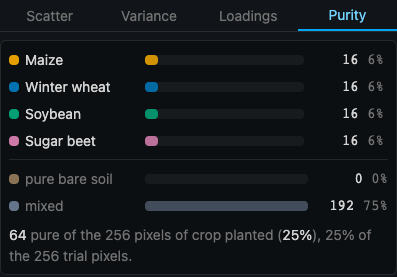 Scatter Variance Loadings Purity
Maize 16 6%
Winter wheat 16 6%
Soybean 16 6%
Sugar beet 16 6%
pure bare soil 0 0%
mixed 192 75%
64 pure of the 256 pixels of crop planted (25%), 25% of
the 256 trial pixels.